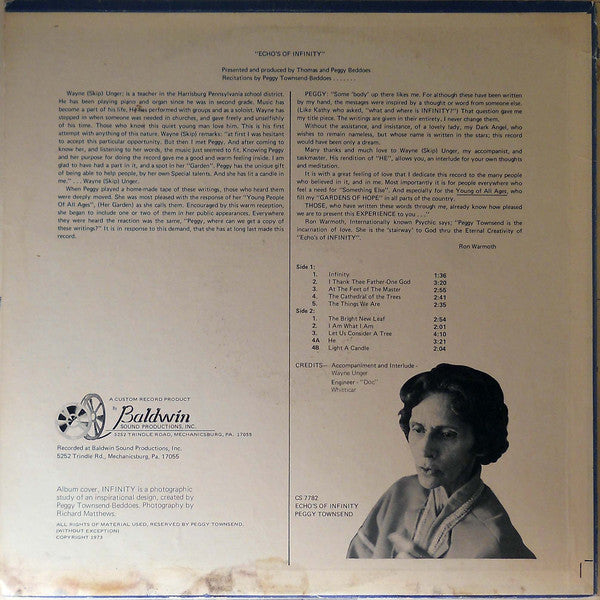 "ECHO'S OF INFINITY"
Presented and produced by Thomas and Peggy Beddoes
Recitations by Peggy Townsend-Beddoes . . . . . . .
Wayne (Skip) Unger; is a teacher in the Harrisburg Pennsylvania school district.
He has been playing piano and organ since he was in second grade. Music has
become a part of his life, He has performed with groups and as a soloist. Wayne has
stepped in when someone was needed in churches, and gave freely and unselfishly
of his time. Those who know this quiet young man love him. This is his first
attempt with anything of this nature. Wayne (Skip) remarks: "at first I was hesitant
to accept this particular opportunity. But then I met Peggy. And after coming to
know her, and listening to her words, the music just seemed to fit. Knowing Peggy
and her purpose for doing the record gave me a good and warm feeling inside. I am
glad to have had a part in it, and a spot in her "Garden". Peggy has the unique gift
of being able to help people, by her own Special talents. And she has lit a candle in
me." . . . Wayne (Skip) Unger.
When Peggy played a home-made tape of these writings, those who heard them
were deeply moved. She was most pleased with the response of her "Young People
Of All Ages", (Her Garden) as she calls them. Encouraged by this warm reception,
she began to include one or two of them in her public appearances. Everywhere
they were heard the reaction was the same, "Peggy, where can we get a copy of
these writings?" It is in response to this demand, that she has at long last made this
record.
PEGGY: "Some "body" up there likes me. For although these have been written
by my hand, the messages were inspired by a thought or word from someone else.
(Like Kathy, who asked, "what and where is INFINITY?") That question gave me
my title piece. The writings are given in their entirety, I never change them.
Without the assistance, and insistance, of a lovely lady, my Dark Angel, who
wishes to remain nameless, but whose name is written in the stars; this record
would have been only a dream.
Many thanks and much love to Wayne (Skip) Unger, my accompanist, and
taskmaster. His rendition of "HE", allows you, an interlude for your own thoughts
and meditation.
It is with a great feeling of love that I dedicate this record to the many people
who believed in it, and in me. Most importantly it is for people everywhere who
feel a need for "Something Else". And especially for the Young of All Ages, who
fill my "GARDENS OF HOPE" in all parts of the country.
THOSE, who have written these words through me, already know how pleased
we are to present this EXPERIENCE to you . . ."
Ron Warmoth, Internationally known Psychic says; "Peggy Townsend is the
incarnation of love. She is the 'stairway' to God thru the Eternal Creativity of
"Echo's of INFINITY".
Ron Warmoth
Side 1:
1. Infinity 1:36
2. I Thank Thee Father-One God 3:20
3. At The Feet of The Master 2:55
4. The Cathedral of the Trees 2:41
5. The Things We Are 2:35
Side 2:
1. The Bright New Leaf 2:54
2. I Am What I Am 2:01
3. Let Us Consider A Tree 4:10
4A He 3:21
4B Light A Candle 2:04
CREDITS— Accompaniment and Interlude -
Wayne Unger
Engineer - "Doc"
Whitticar
A CUSTOM RECORD PRODUCT
By Baldwin
SOUND PRODUCTIONS, INC.
5252 TRINDLE ROAD, MECHANICSBURG, PA. 17055
Recorded at Baldwin Sound Productions, Inc.
5252 Trindle Rd., Mechanicsburg, Pa. 17055
Album cover, INFINITY is a photographic
study of an inspirational design, created by
Peggy Townsend-Beddoes. Photography by
Richard Matthews.
ALL RIGHTS OF MATERIAL USED, RESERVED BY PEGGY TOWNSEND.
(WITHOUT EXCEPTION)
COPYRIGHT 1973
CS 7782
ECHO'S OF INFINITY
PEGGY TOWNSEND